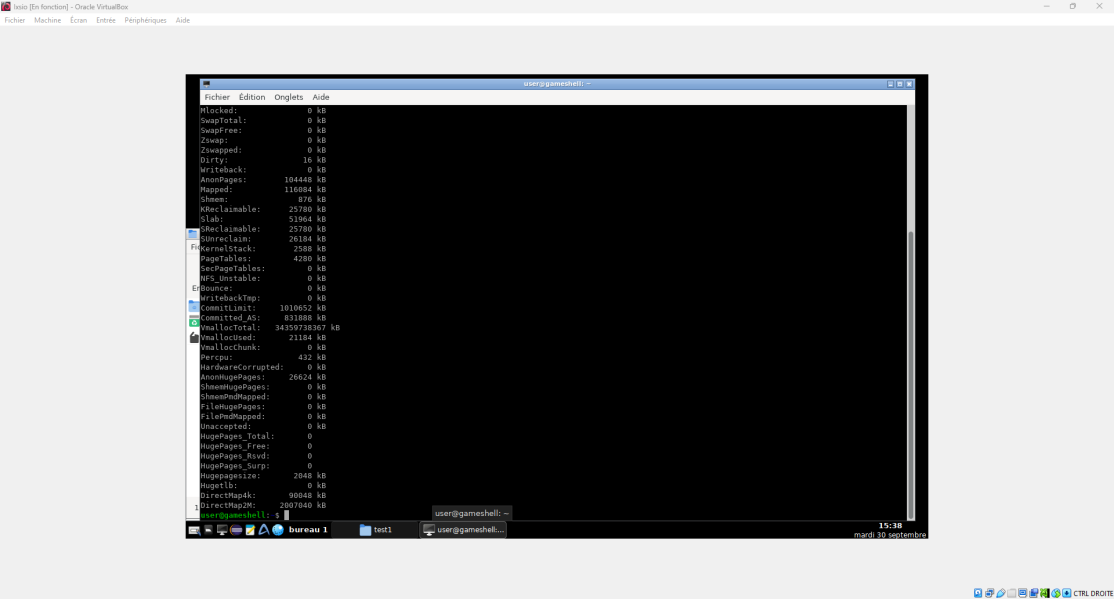 lxsio [En fonction] - Oracle VirtualBox
Fichier Machine Écran Entrée Périphériques Aide
user@gameshell: ~
Fichier Édition Onglets Aide
Mlocked: 0 kB
SwapTotal: 0 kB
SwapFree: 0 kB
Zswap: 0 kB
Zswapped: 0 kB
Dirty: 16 kB
Writeback: 0 kB
AnonPages: 104448 kB
Mapped: 116084 kB
Shmem: 876 kB
KReclaimable: 25780 kB
Slab: 51964 kB
SReclaimable: 25780 kB
SUnreclaim: 26184 kB
KernelStack: 2588 kB
PageTables: 4280 kB
SecPageTables: 0 kB
NFS_Unstable: 0 kB
Bounce: 0 kB
WritebackTmp: 0 kB
CommitLimit: 1010652 kB
Committed_AS: 831888 kB
VmallocTotal: 34359738367 kB
VmallocUsed: 21184 kB
VmallocChunk: 0 kB
Percpu: 432 kB
HardwareCorrupted: 0 kB
AnonHugePages: 26624 kB
ShmemHugePages: 0 kB
ShmemPmdMapped: 0 kB
FileHugePages: 0 kB
FilePmdMapped: 0 kB
Unaccepted: 0 kB
HugePages_Total: 0
HugePages_Free: 0
HugePages_Rsvd: 0
HugePages_Surp: 0
Hugepagesize: 2048 kB
Hugetlb: 0 kB
DirectMap4k: 90048 kB
DirectMap2M: 2007040 kB
user@gameshell: $
user@gameshell: ~
bureau 1 test1 user@gameshell:...
15:38
mardi 30 septembre
CTRL DROITE